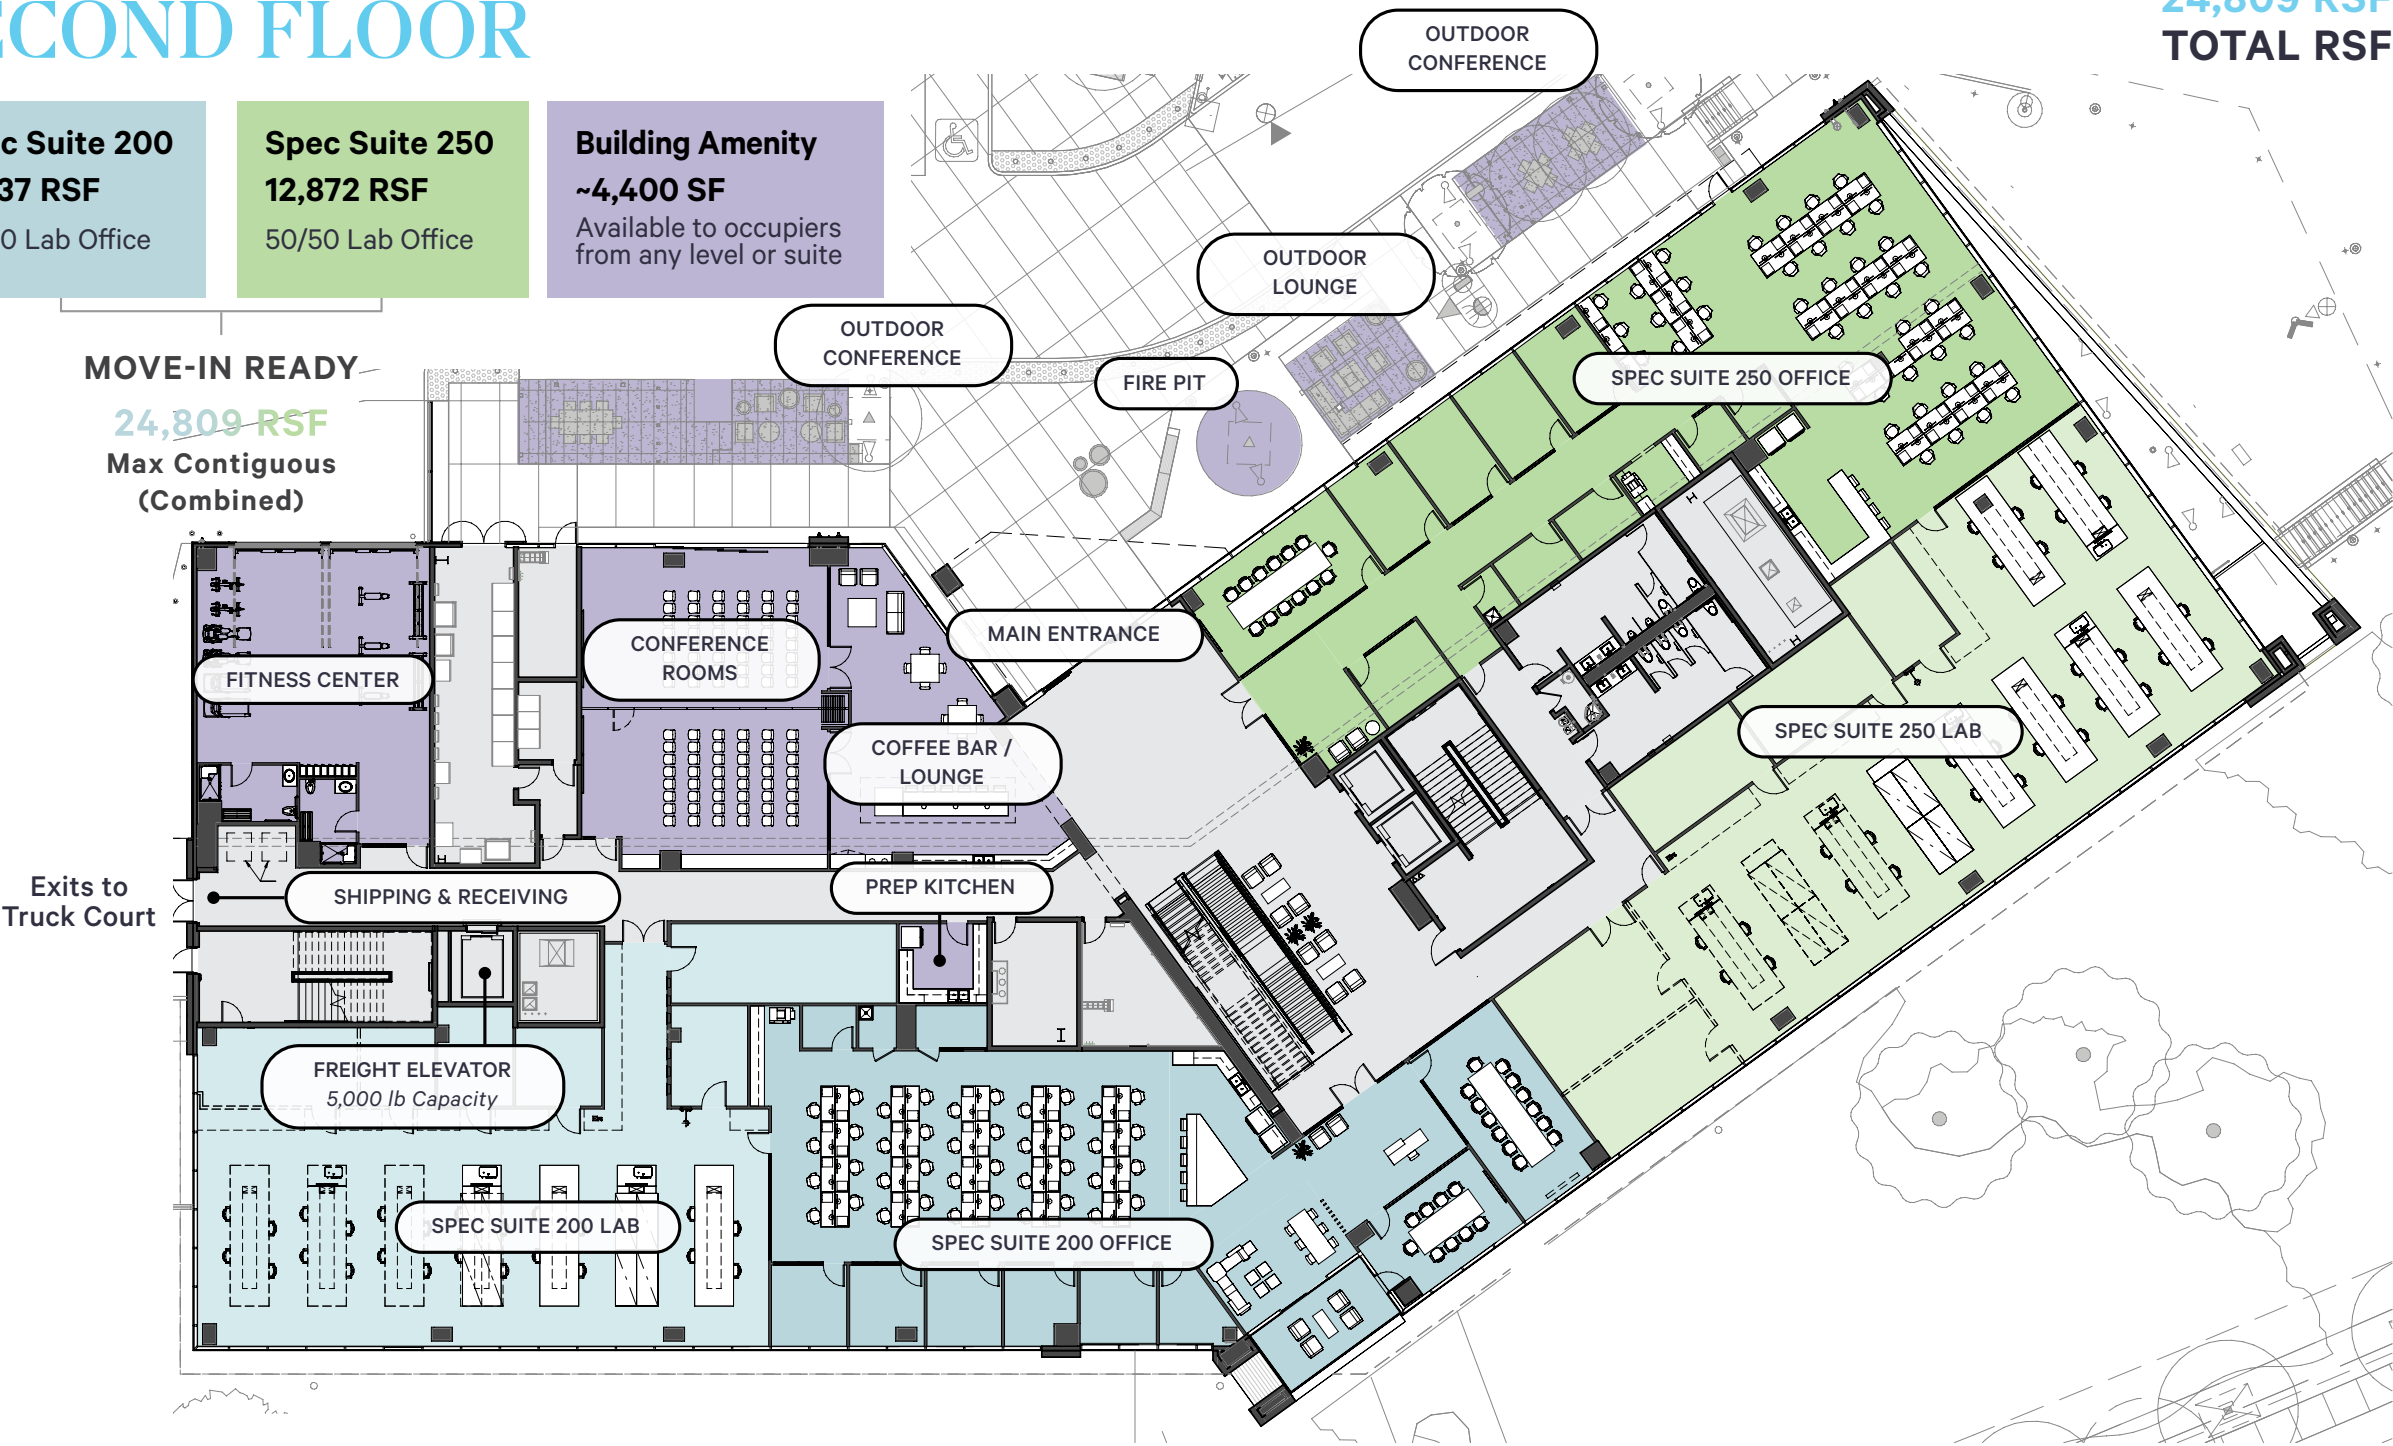 ECOND FLOOR
24,809 RSF
TOTAL RSF
c Suite 200
37 RSF
0 Lab Office
Spec Suite 250
12,872 RSF
50/50 Lab Office
Building Amenity
~4,400 SF
Available to occupiers
from any level or suite
MOVE-IN READY
24,809 RSF
Max Contiguous
(Combined)
OUTDOOR
CONFERENCE
OUTDOOR
LOUNGE
OUTDOOR
CONFERENCE
FIRE PIT
SPEC SUITE 250 OFFICE
MAIN ENTRANCE
CONFERENCE
ROOMS
FITNESS CENTER
COFFEE BAR /
LOUNGE
SPEC SUITE 250 LAB
Exits to
Truck Court
SHIPPING & RECEIVING
PREP KITCHEN
FREIGHT ELEVATOR
5,000 lb Capacity
SPEC SUITE 200 LAB
SPEC SUITE 200 OFFICE